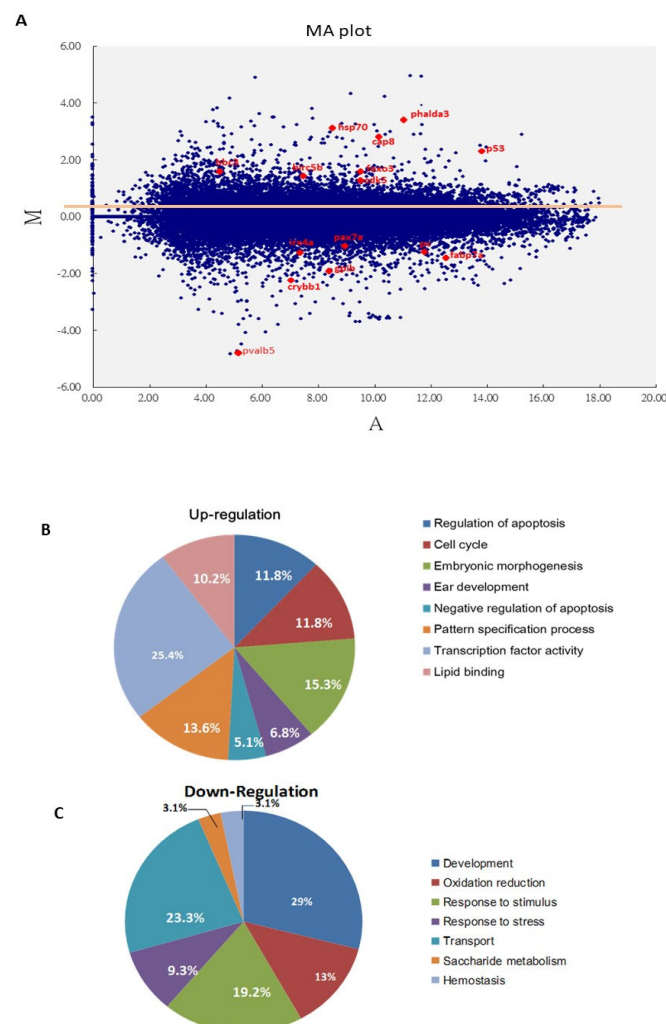 A
MA plot
6.00
4.00
2.00
0.00
-2.00
-4.00
-6.00
M
hsp70
phalda3
cap8
p53
birc5b
foxo3
cdk5
pax7a
crybb1
pvalb5
0.00
2.00
4.00
6.00
8.00
10.00
12.00
14.00
16.00
18.00
20.00
A
B
Up-regulation
11.8%
11.8%
15.3%
6.8%
5.1%
13.6%
25.4%
10.2%
Regulation of apoptosis
Cell cycle
Embryonic morphogenesis
Ear development
Negative regulation of apoptosis
Pattern specification process
Transcription factor activity
Lipid binding
C
Down-Regulation
3.1%
3.1%
29%
13%
19.2%
9.3%
23.3%
Development
Oxidation reduction
Response to stimulus
Response to stress
Transport
Saccharide metabolism
Hemostasis